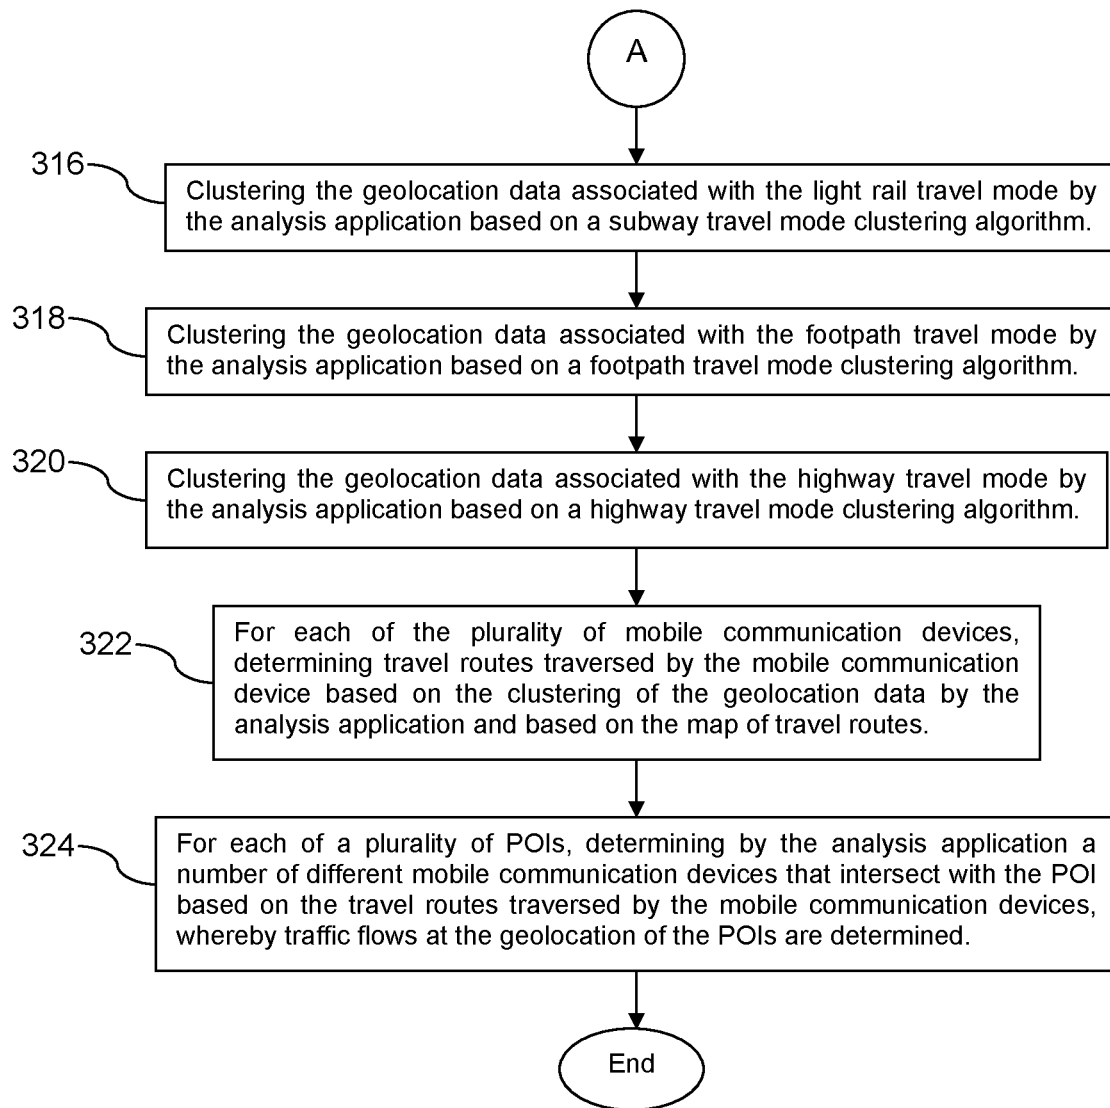 A
316
Clustering the geolocation data associated with the light rail travel mode by
the analysis application based on a subway travel mode clustering algorithm.
318
Clustering the geolocation data associated with the footpath travel mode by
the analysis application based on a footpath travel mode clustering algorithm.
320
Clustering the geolocation data associated with the highway travel mode by
the analysis application based on a highway travel mode clustering algorithm.
322
For each of the plurality of mobile communication devices,
determining travel routes traversed by the mobile communication
device based on the clustering of the geolocation data by the
analysis application and based on the map of travel routes.
324
For each of a plurality of POIs, determining by the analysis application a
number of different mobile communication devices that intersect with the POI
based on the travel routes traversed by the mobile communication devices,
whereby traffic flows at the geolocation of the POIs are determined.
End